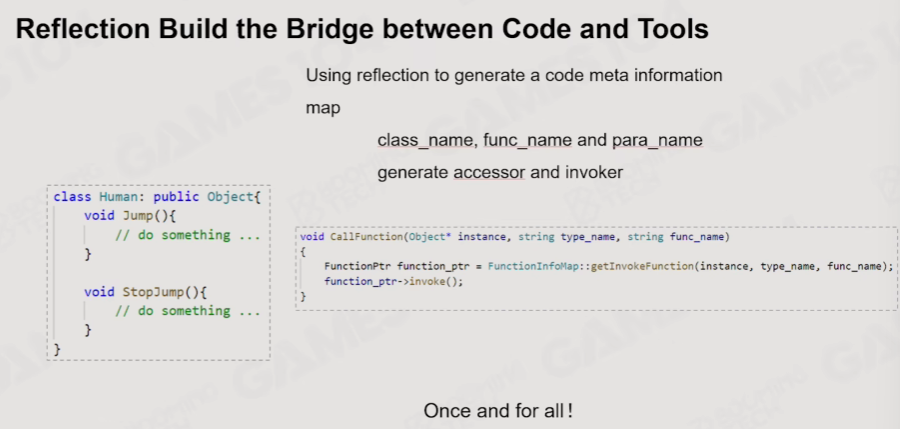 Reflection Build the Bridge between Code and Tools
Using reflection to generate a code meta information
map
class_name, func_name and para_name
generate accessor and invoker
class Human: public Object{
void Jump(){
// do something ...
}
void StopJump(){
// do something ...
}
}
void CallFunction(Object* instance, string type_name, string func_name)
{
FunctionPtr function_ptr = FunctionInfoMap::getInvokeFunction(instance, type_name, func_name);
function_ptr->invoke();
}
Once and for all!